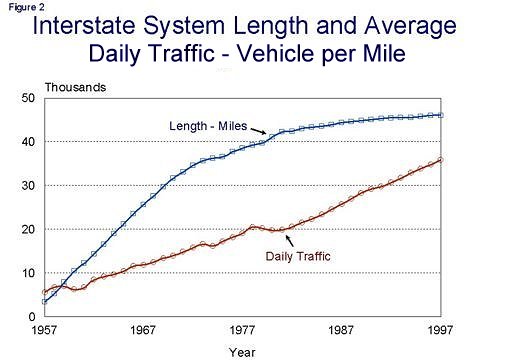 Figure 2
Interstate System Length and Average
Daily Traffic - Vehicle per Mile
Thousands
50
40
30
20
10
0
Length - Miles
Daily Traffic
1957 1967 1977 1987 1997
Year